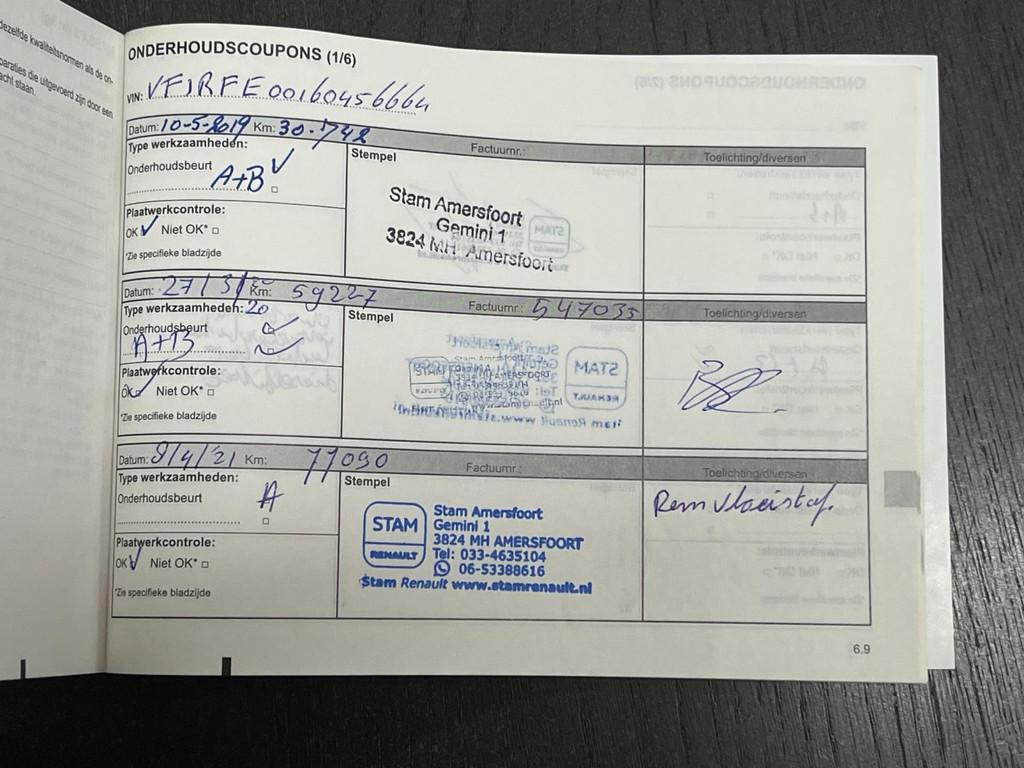 dezelfde kwaliteitsnormen als de on-
paraties die uitgevoerd zijn door een
acht staan.
ONDERHOUDSCOUPONS (1/6)
VIN: VF1RFE00160456664
Datum: 10-5-2019 Km: 30.742
Factuurnr.:
Type werkzaamheden:
Stempel
Toelichting/diversen
Onderhoudsbeurt
A+B ✓ □
Stam Amersfoort
Gemini 1
3824 MH Amersfoort
Plaatwerkcontrole:
OK ✓ Niet OK* □
*Zie specifieke bladzijde
Datum: 27/3/20 Km: 59227
Factuurnr.: 547035
Type werkzaamheden: 20
Stempel
Toelichting/diversen
Onderhoudsbeurt
A+B
Plaatwerkcontrole:
OK ✓ Niet OK* □
*Zie specifieke bladzijde
Datum: 8/4/21 Km: 77090
Factuurnr.:
Type werkzaamheden:
Stempel
Toelichting/diversen
Onderhoudsbeurt
A □
Remvloeistof.
STAM
RENAULT
Stam Amersfoort
Gemini 1
3824 MH AMERSFOORT
Tel: 033-4635104
06-53388616
Stam Renault www.stamrenault.nl
Plaatwerkcontrole:
OK ✓ Niet OK* □
*Zie specifieke bladzijde
6.9